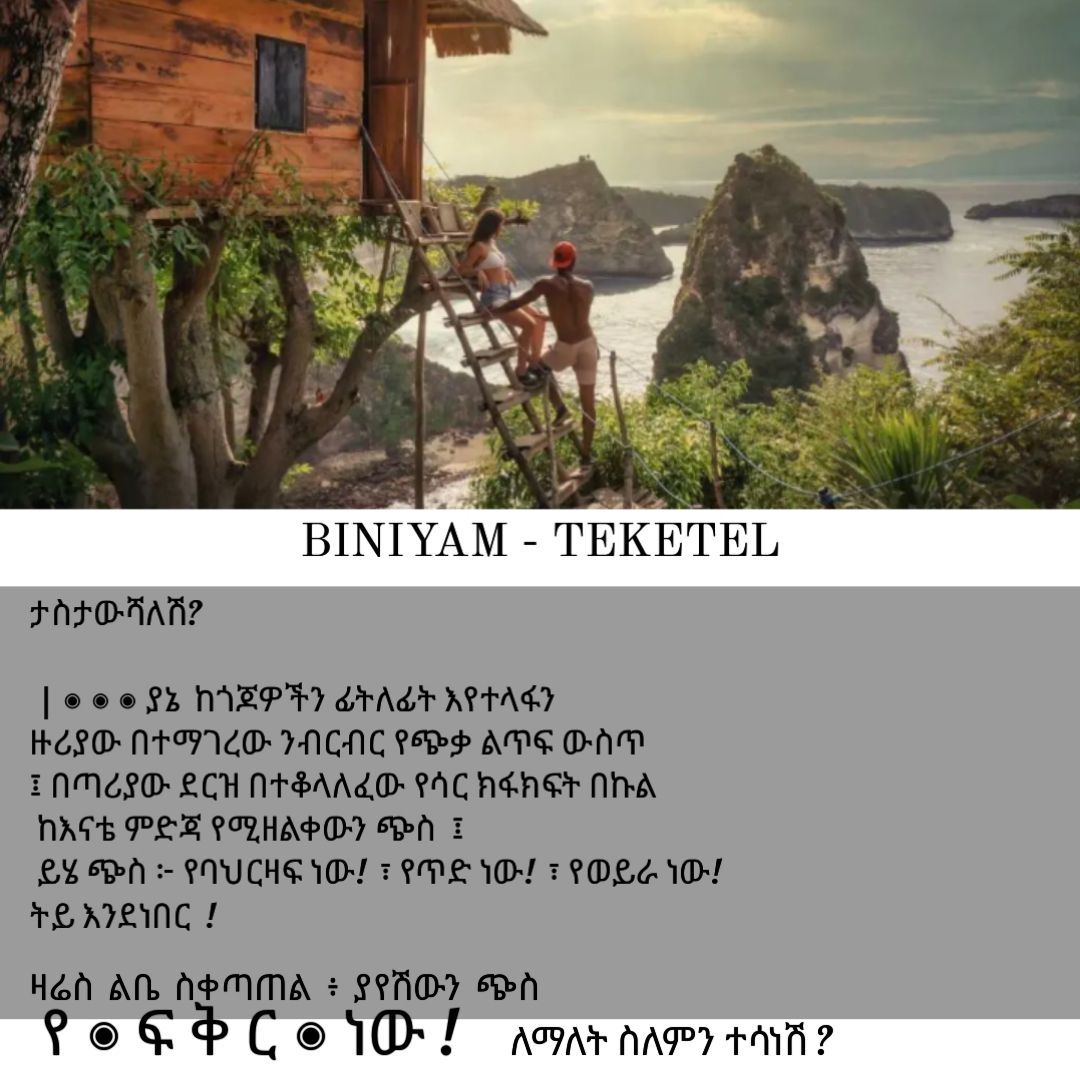 BINIYAM - TEKETEL
ታስታውሻለሽ?
| ◉ ◉ ◉ ያኔ ከጎጆዎችን ፊትለፊት እየተላፋን
ዙሪያው በተማገረው ንብርብር የጭቃ ልጥፍ ውስጥ
፤ በጣሪያው ደርዝ በተቆላለፈው የሳር ክፋክፍት በኩል
ከእናቴ ምድጃ የሚዘልቀውን ጭስ ፤
ይሄ ጭስ ፦ የባህርዛፍ ነው! ፣ የጥድ ነው! ፣ የወይራ ነው!
ትይ እንደነበር !
ዛሬስ ልቤ ስቀጣጠል ፥ ያየሽውን ጭስ
የ ◉ ፍ ቅ ር ◉ ነው ! ለማለት ስለምን ተሳነሽ ?